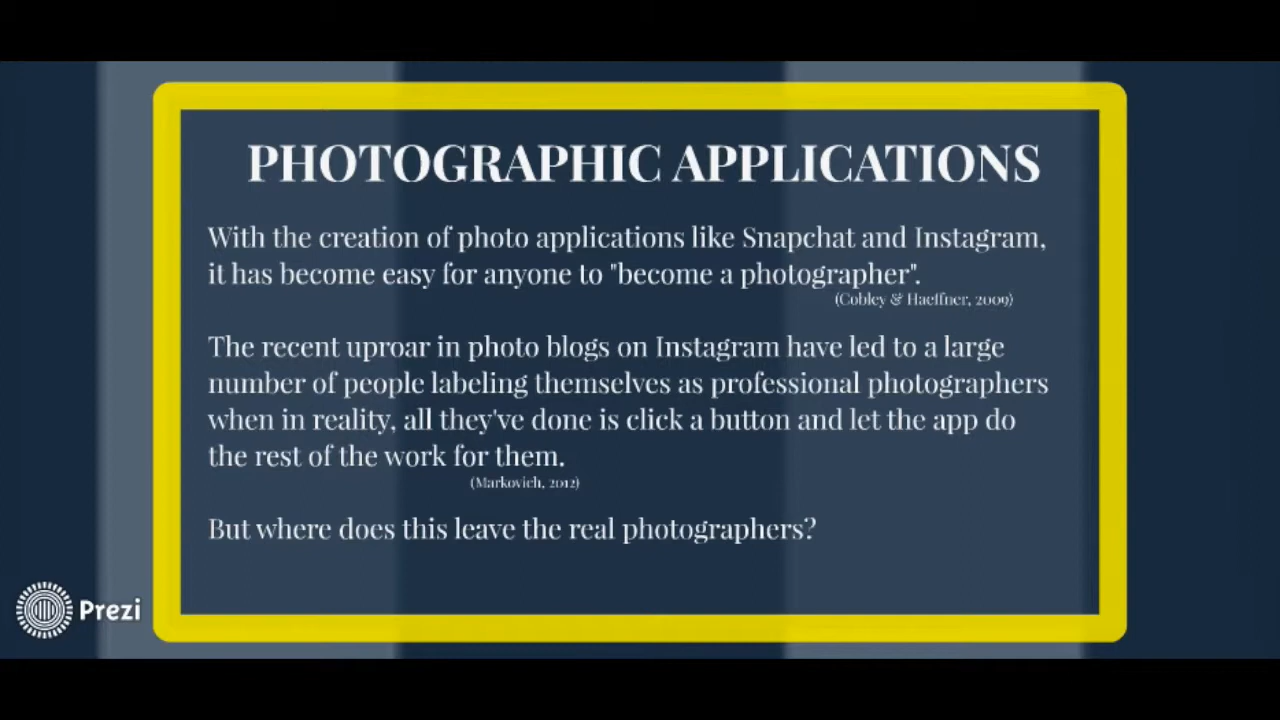 PHOTOGRAPHIC APPLICATIONS
With the creation of photo applications like Snapchat and Instagram,
it has become easy for anyone to "become a photographer".
(Cobley & Haeffner, 2009)
The recent uproar in photo blogs on Instagram have led to a large
number of people labeling themselves as professional photographers
when in reality, all they've done is click a button and let the app do
the rest of the work for them.
(Markovich, 2012)
But where does this leave the real photographers?
Prezi